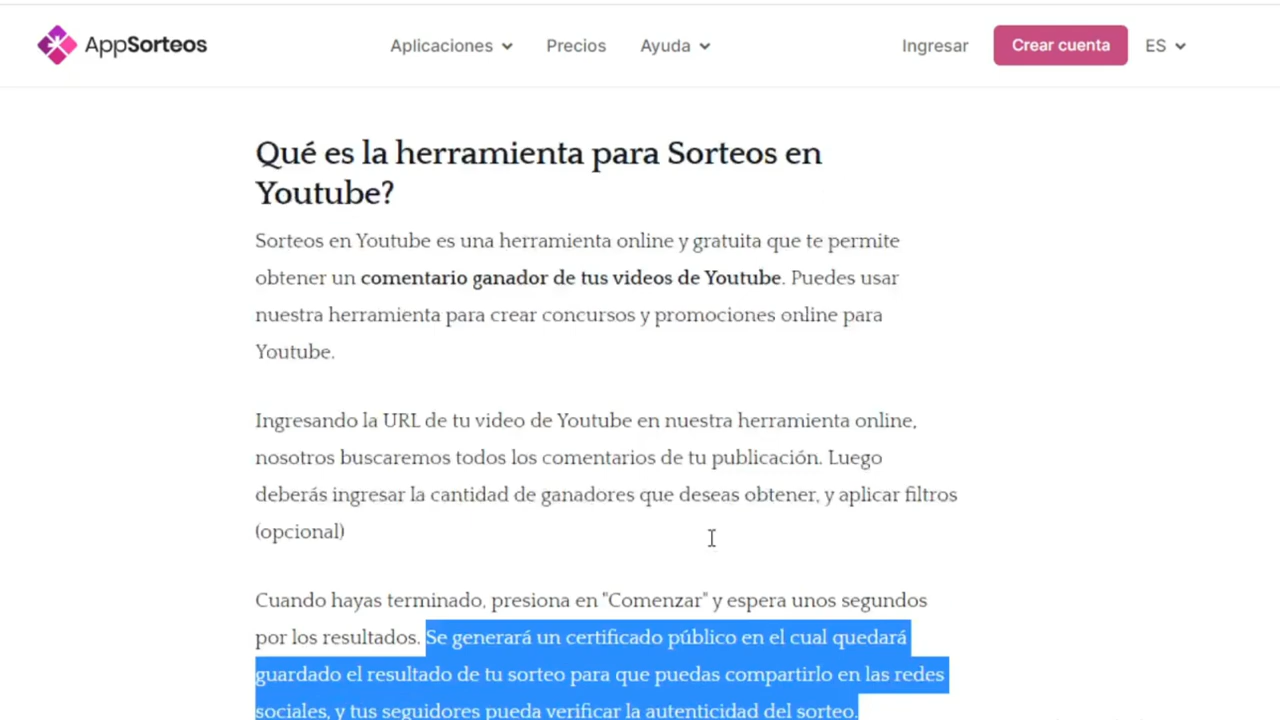 AppSorteos
Aplicaciones
Precios
Ayuda
Ingresar
Crear cuenta
ES
Qué es la herramienta para Sorteos en
Youtube?
Sorteos en Youtube es una herramienta online y gratuita que te permite
obtener un comentario ganador de tus videos de Youtube. Puedes usar
nuestra herramienta para crear concursos y promociones online para
Youtube.
Ingresando la URL de tu video de Youtube en nuestra herramienta online,
nosotros buscaremos todos los comentarios de tu publicación. Luego
deberás ingresar la cantidad de ganadores que deseas obtener, y aplicar filtros
(opcional)
Cuando hayas terminado, presiona en "Comenzar" y espera unos segundos
por los resultados. Se generará un certificado público en el cual quedará
guardado el resultado de tu sorteo para que puedas compartirlo en las redes
sociales, y tus seguidores pueda verificar la autenticidad del sorteo.